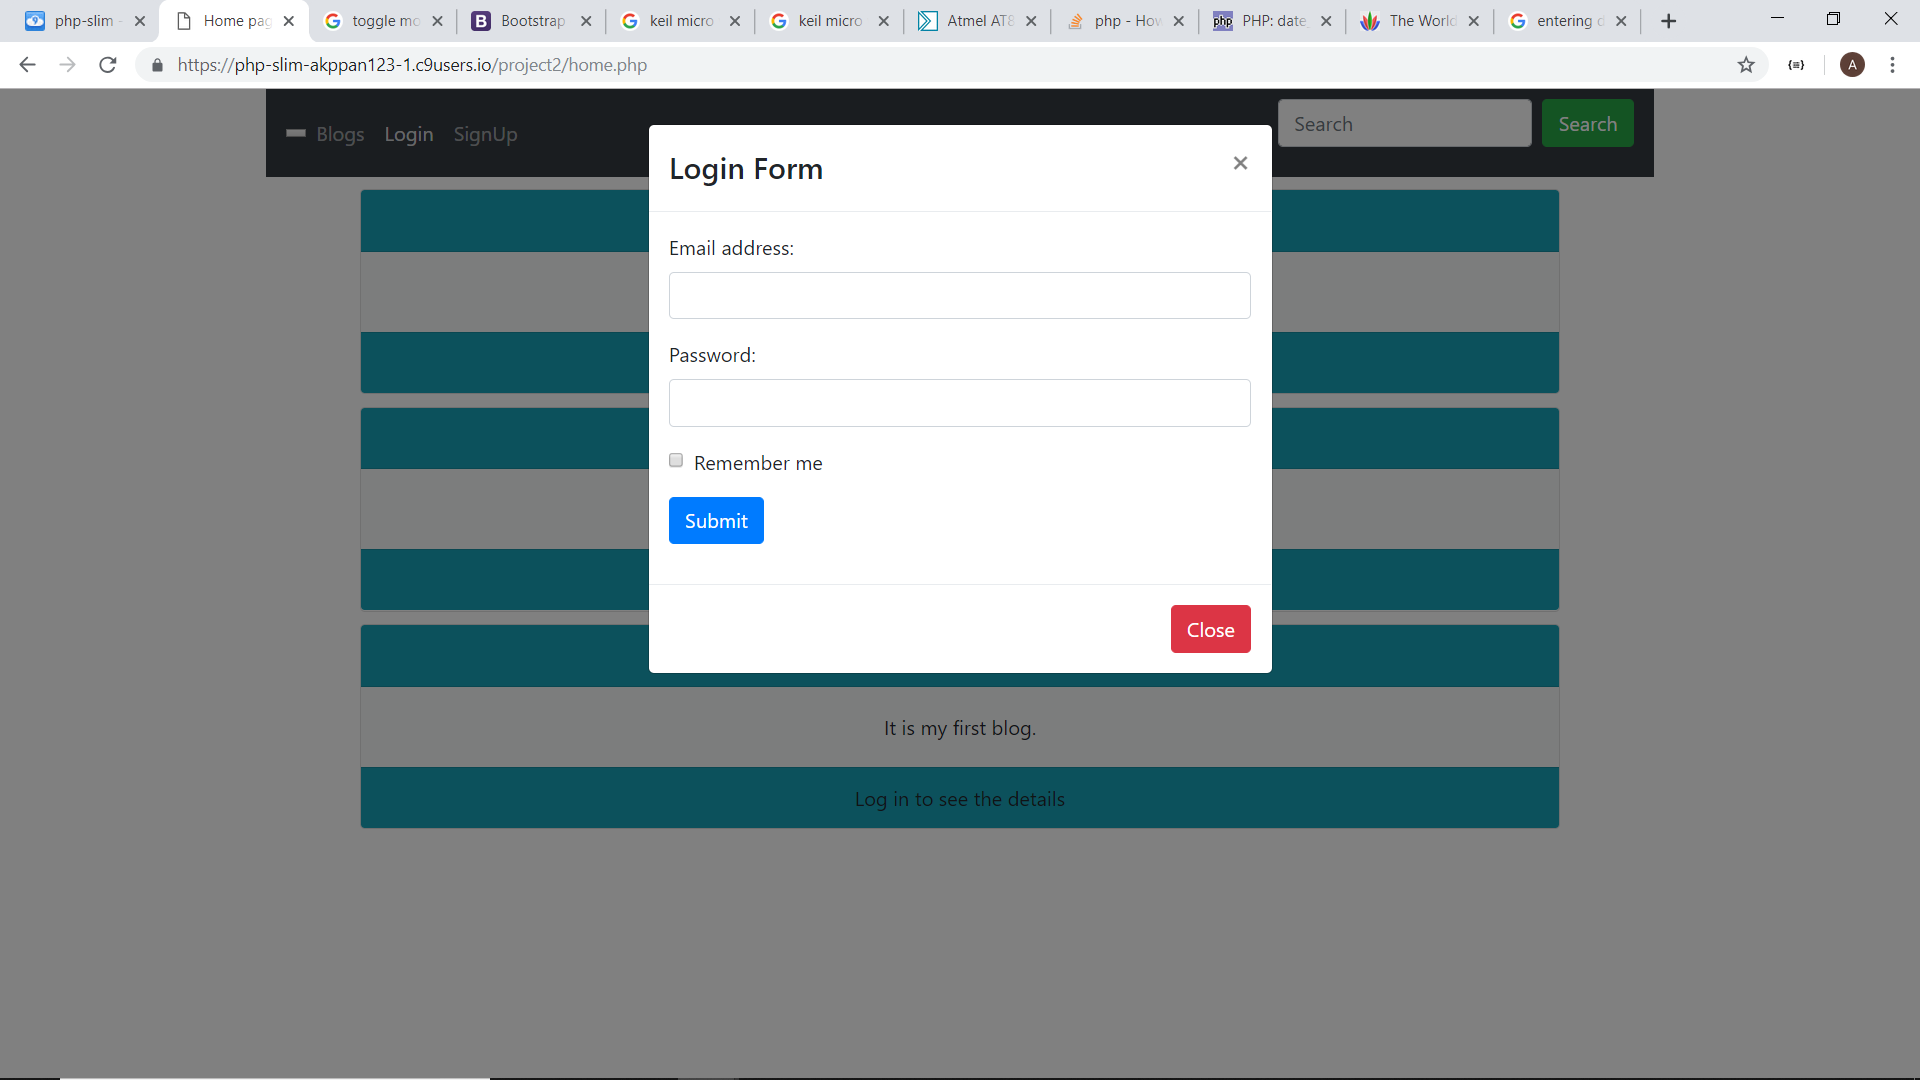 php-slim
Home pag
toggle mo
B
Bootstrap
keil micro
keil micro
Atmel AT8
php - How
php
PHP: date
The World
entering d
https://php-slim-akppan123-1.c9users.io/project2/home.php
A
Blogs Login SignUp
Search
Search
Login Form
Email address:
Password:
Remember me
Submit
Close
It is my first blog.
Log in to see the details